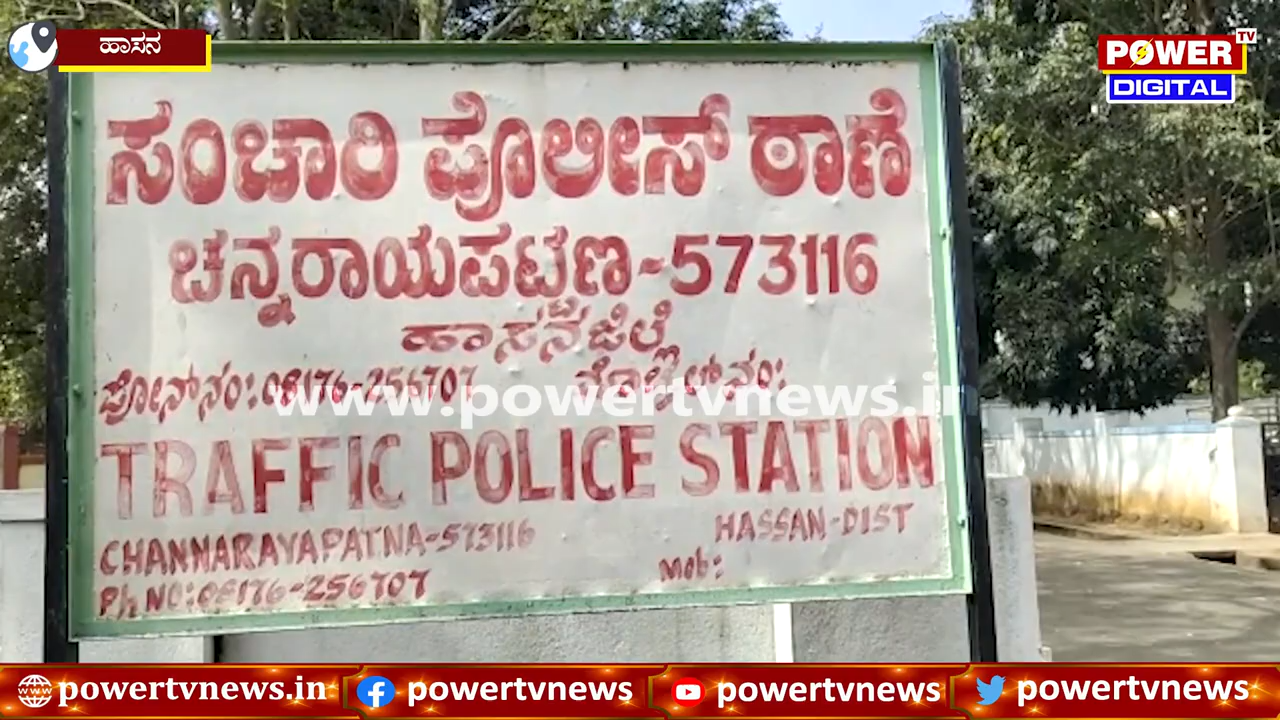 ಹಾಸನ
POWER TV
DIGITAL
ಸಂಚಾರಿ ಪೊಲೀಸ್ ಠಾಣೆ
ಚನ್ನರಾಯಪಟ್ಟಣ-573116
ಹಾಸನ ಜಿಲ್ಲೆ
ಪೋನ್ ನಂ: 08176-256707 ಮೊಬೈಲ್ ನಂ:
www.powertvnews.in
TRAFFIC POLICE STATION
CHANNARAYAPATNA-573116 HASSAN-DIST
Ph NO: 08176-256707 Mob:
powertvnews.in powertvnews powertvnews powertvnews